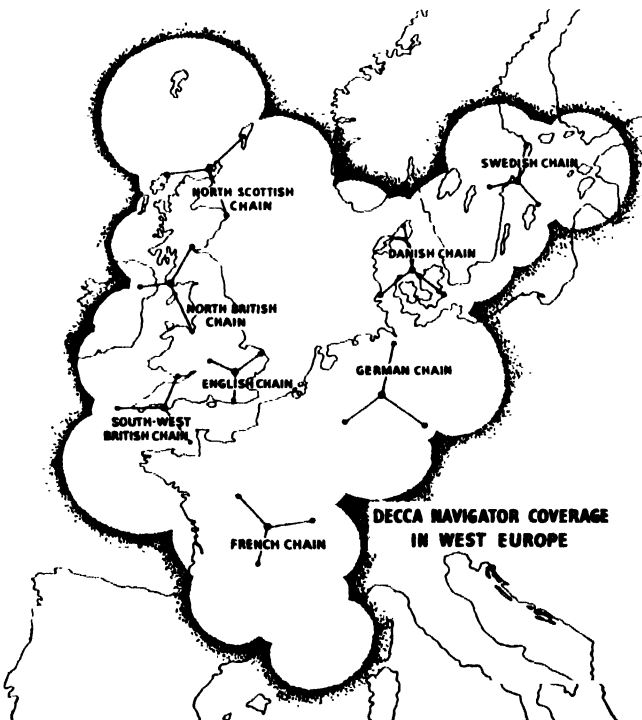 SWEDISH CHAIN
NORTH SCOTTISH
CHAIN
DANISH CHAIN
NORTH BRITISH
CHAIN
GERMAN CHAIN
ENGLISH CHAIN
SOUTH-WEST
BRITISH CHAIN
DECCA NAVIGATOR COVERAGE
IN WEST EUROPE
FRENCH CHAIN